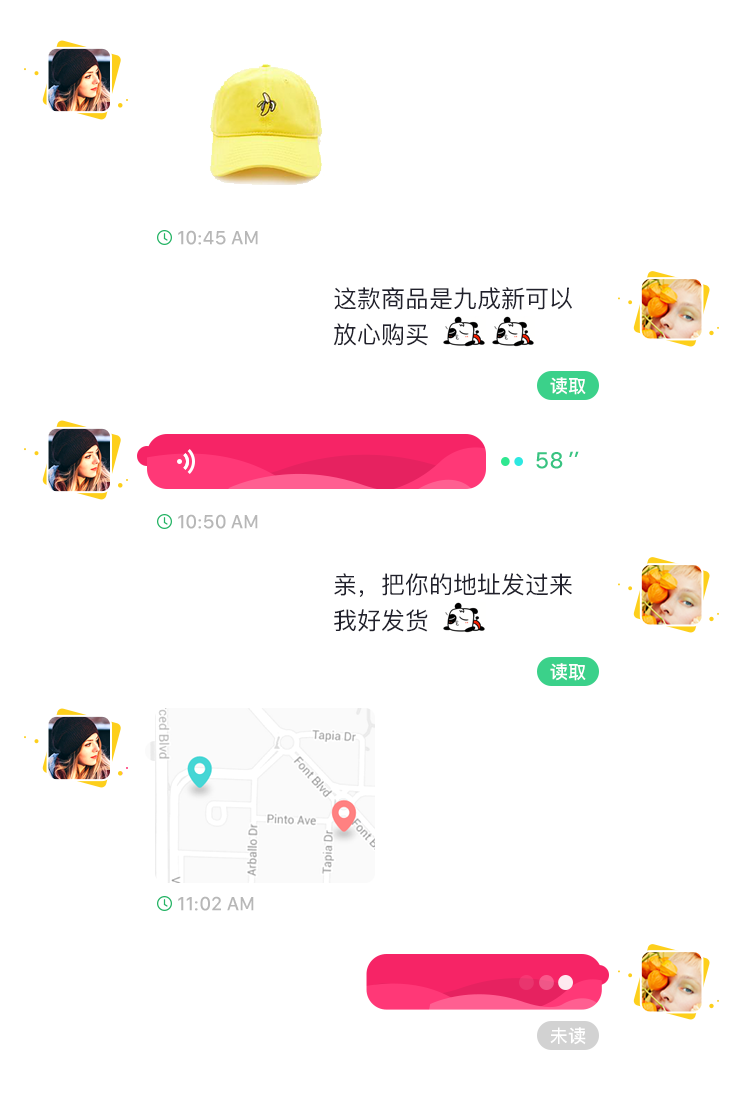 10:45 AM
这款商品是九成新可以
放心购买
读取
58 ″
10:50 AM
亲，把你的地址发过来
我好发货
读取
ced Blvd
Tapia Dr
Font Blvd
Pinto Ave
Arballo Dr
Tapia Dr
Font B
11:02 AM
未读